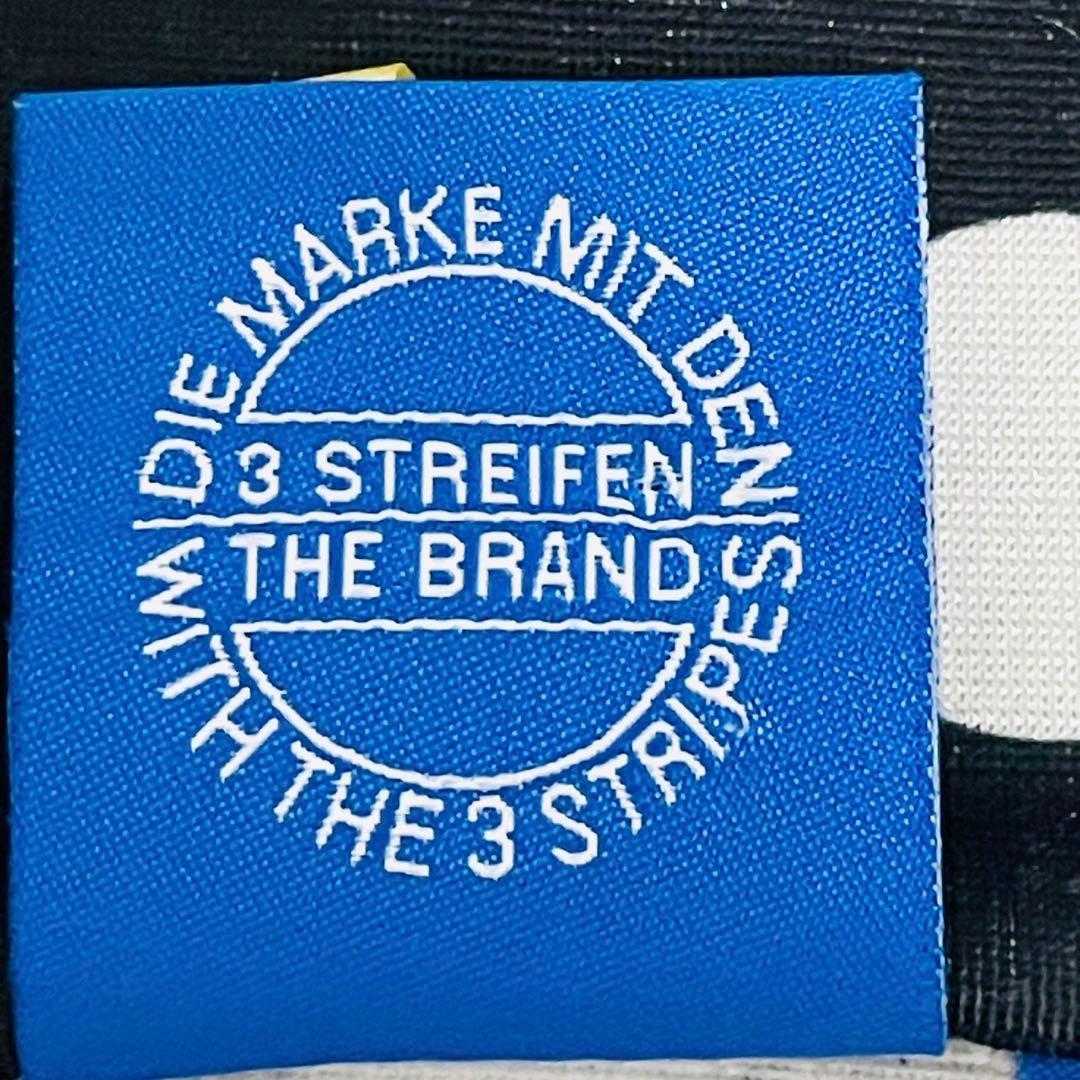 DIE MARKE MIT DEN
3 STREIFEN
THE BRAND
WITH THE 3 STRIPES